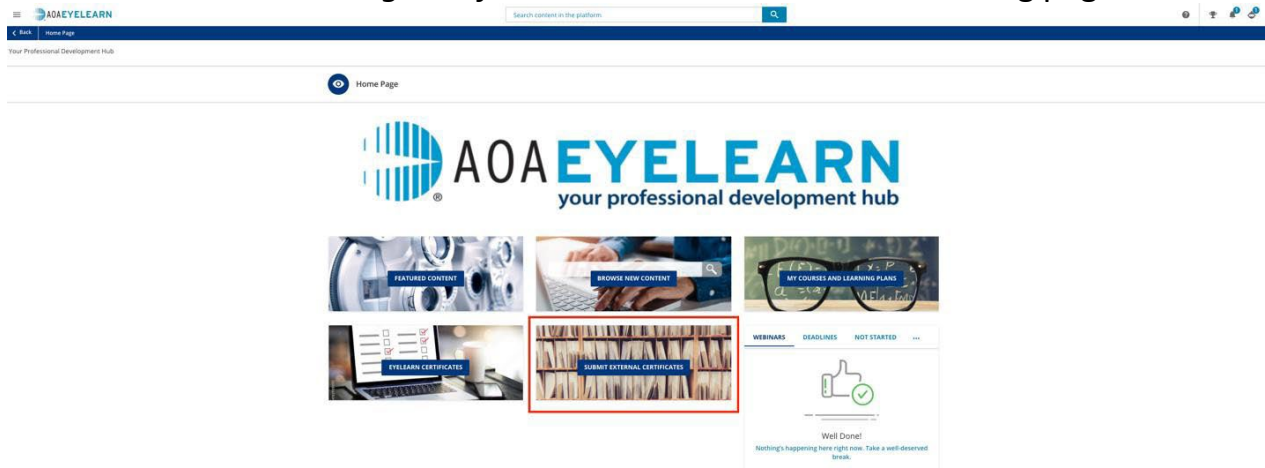 AOAEYELEARN
Search content in the platform
Back Home Page
Your Professional Development Hub
Home Page
AOAEYELEARN
®
your professional development hub
FEATURED CONTENT
BROWSE NEW CONTENT
MY COURSES AND LEARNING PLANS
EYELEARN CERTIFICATES
SUBMIT EXTERNAL CERTIFICATES
WEBINARS DEADLINES NOT STARTED ...
Well Done!
Nothing's happening here right now. Take a well-deserved
break.